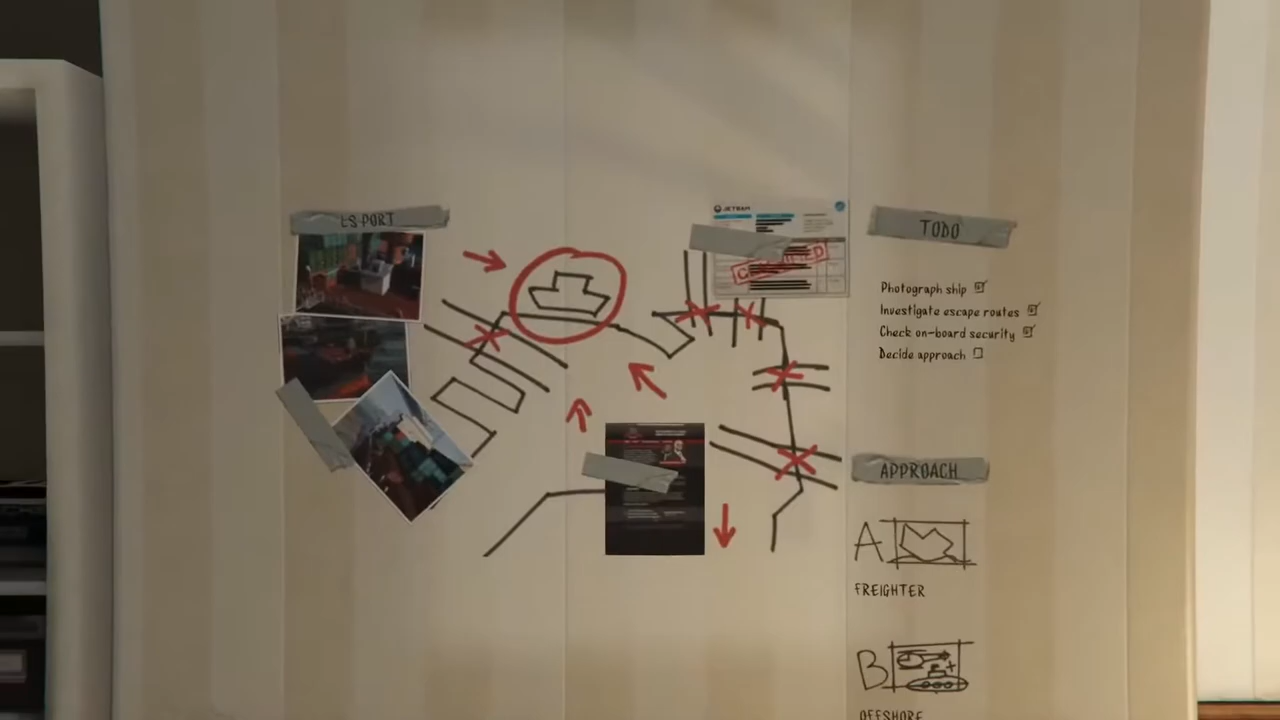 LS PORT
JETSAM
TODO
Photograph ship
Investigate escape routes
Check on-board security
Decide approach
APPROACH
A
FREIGHTER
B
OFFSHORE